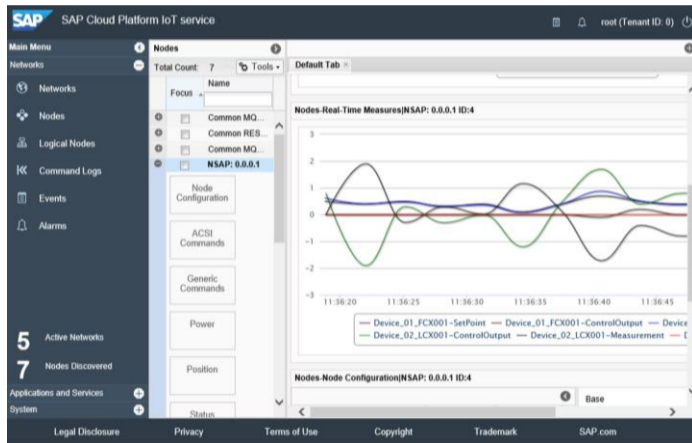 SAP SAP Cloud Platform IoT service root (Tenant ID: 0)
Main Menu
Networks
Networks
Nodes
Logical Nodes
Command Logs
Events
Alarms
5 Active Networks
7 Nodes Discovered
Applications and Services
System
Nodes
Total Count: 7 Tools
Focus Name
Common MQ...
Common RES...
Common MQ...
NSAP: 0.0.0.1
Node
Configuration
ACSI
Commands
Generic
Commands
Power
Position
Status
Default Tab
Nodes-Real-Time Measures|NSAP: 0.0.0.1 ID:4
3
2
1
0
-1
-2
-3
11:36:20 11:36:25 11:36:30 11:36:35 11:36:40 11:36:45
Device_01_FCX001-SetPoint Device_01_FCX001-ControlOutput Device
Device_02_LCX001-ControlOutput Device_02_LCX001-Measurement
Nodes-Node Configuration|NSAP: 0.0.0.1 ID:4
Base
Legal Disclosure Privacy Terms of Use Copyright Trademark SAP.com